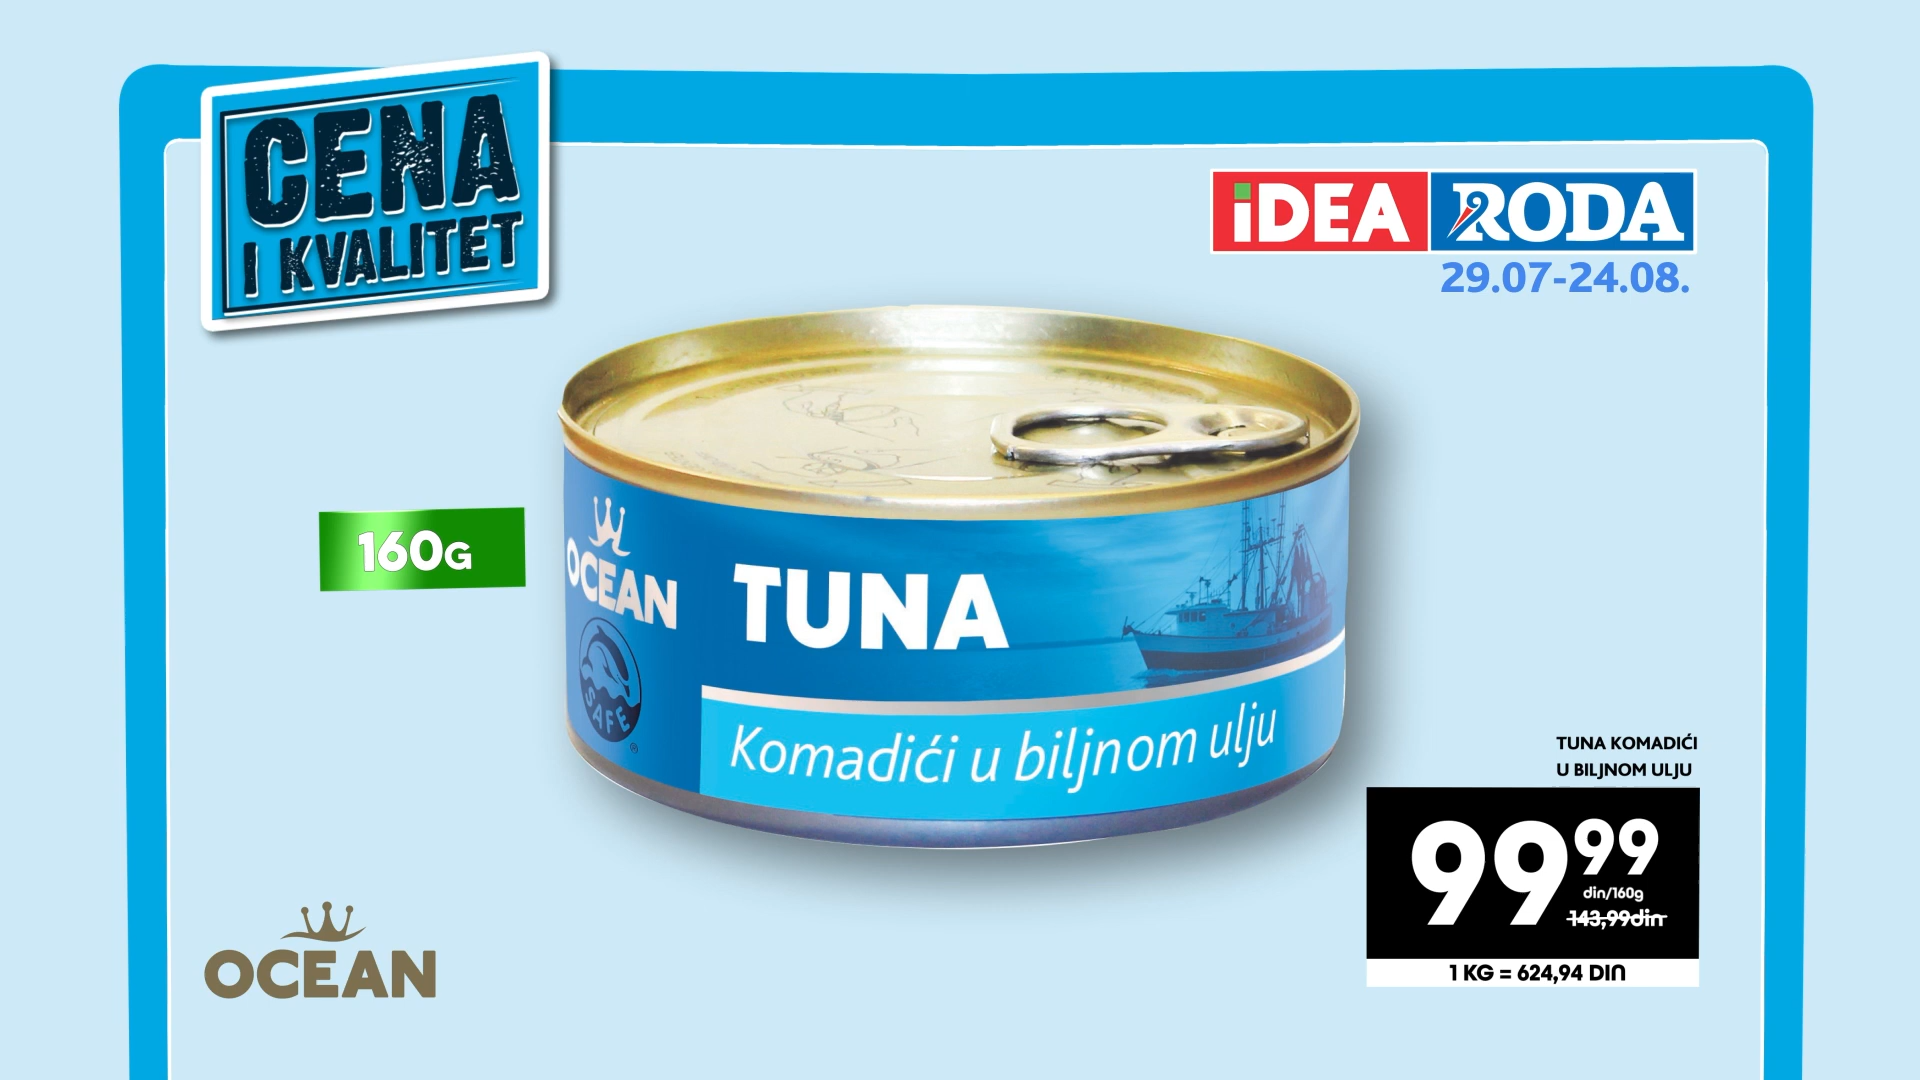 CENA
I KVALITET
iDEA RODA
29.07-24.08.
160G
OCEAN
SAFE
®
TUNA
Komadići u biljnom ulju
TUNA KOMADIĆI
U BILJNOM ULJU
99 99
din/160g
143,99din
1 KG = 624,94 DIN
OCEAN